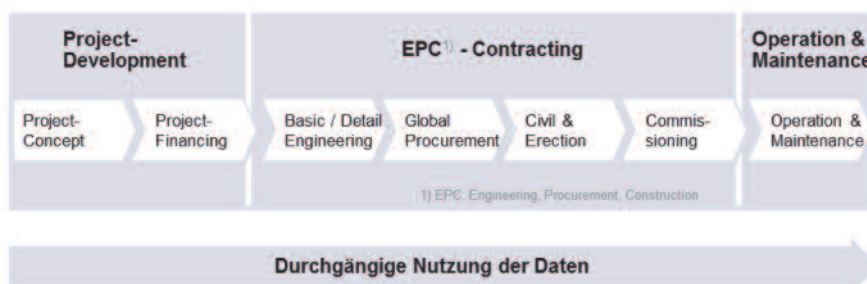 Project-
Development
EPC1) - Contracting
Operation &
Maintenance
Project-
Concept
Project-
Financing
Basic / Detail
Engineering
Global
Procurement
Civil &
Erection
Commis-
sioning
Operation &
Maintenance
1) EPC: Engineering, Procurement, Construction
Durchgängige Nutzung der Daten